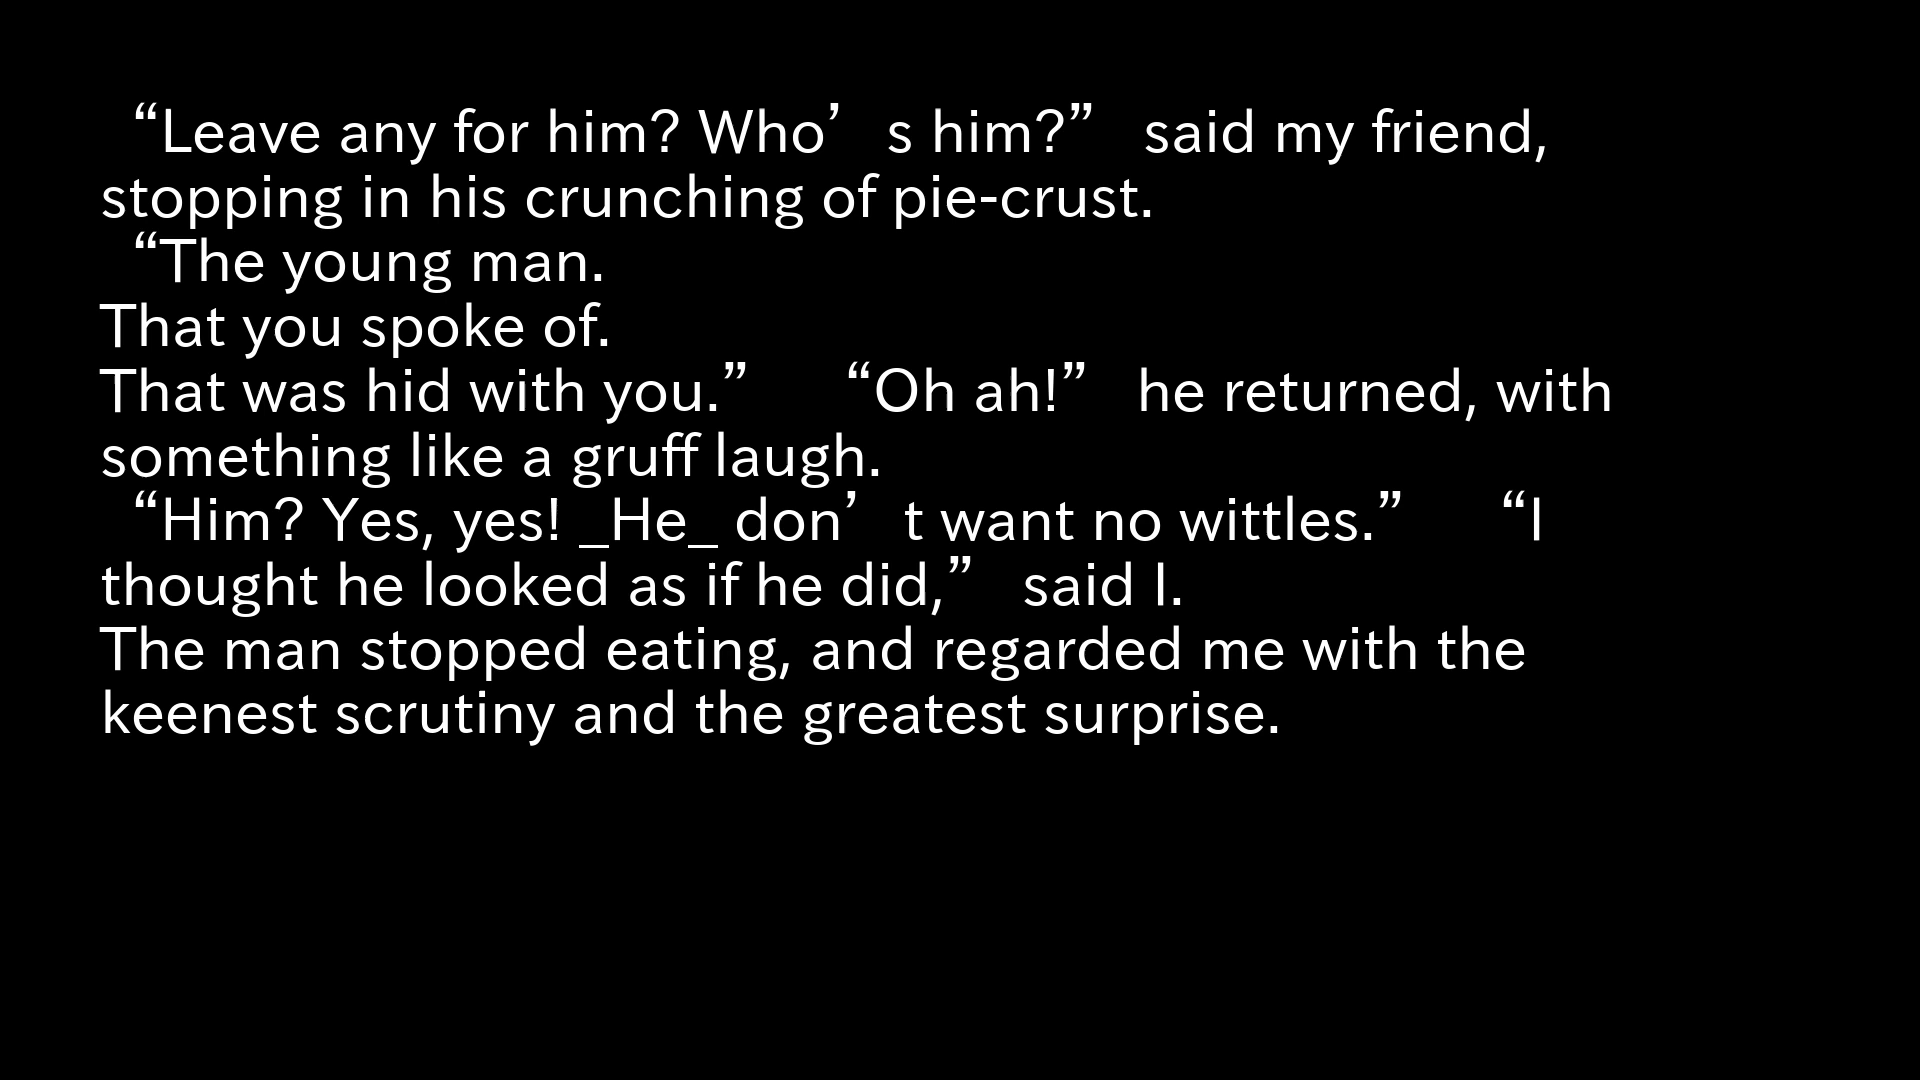 “Leave any for him? Who’s him?” said my friend,
stopping in his crunching of pie-crust.
“The young man.
That you spoke of.
That was hid with you.” “Oh ah!” he returned, with
something like a gruff laugh.
“Him? Yes, yes! _He_ don’t want no wittles.” “I
thought he looked as if he did,” said I.
The man stopped eating, and regarded me with the
keenest scrutiny and the greatest surprise.